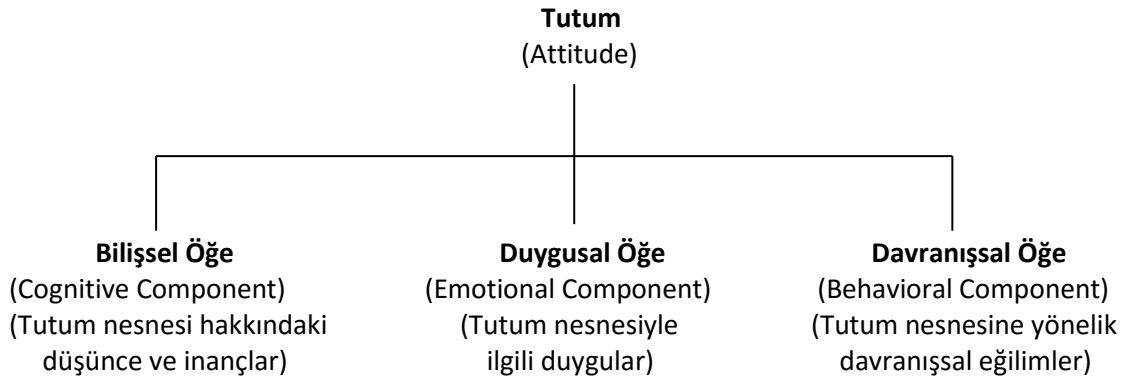 Tutum
(Attitude)
Bilişsel Öğe
(Cognitive Component)
(Tutum nesnesi hakkındaki
düşünce ve inançlar)
Duygusal Öğe
(Emotional Component)
(Tutum nesnesiyle
ilgili duygular)
Davranışsal Öğe
(Behavioral Component)
(Tutum nesnesine yönelik
davranışsal eğilimler)